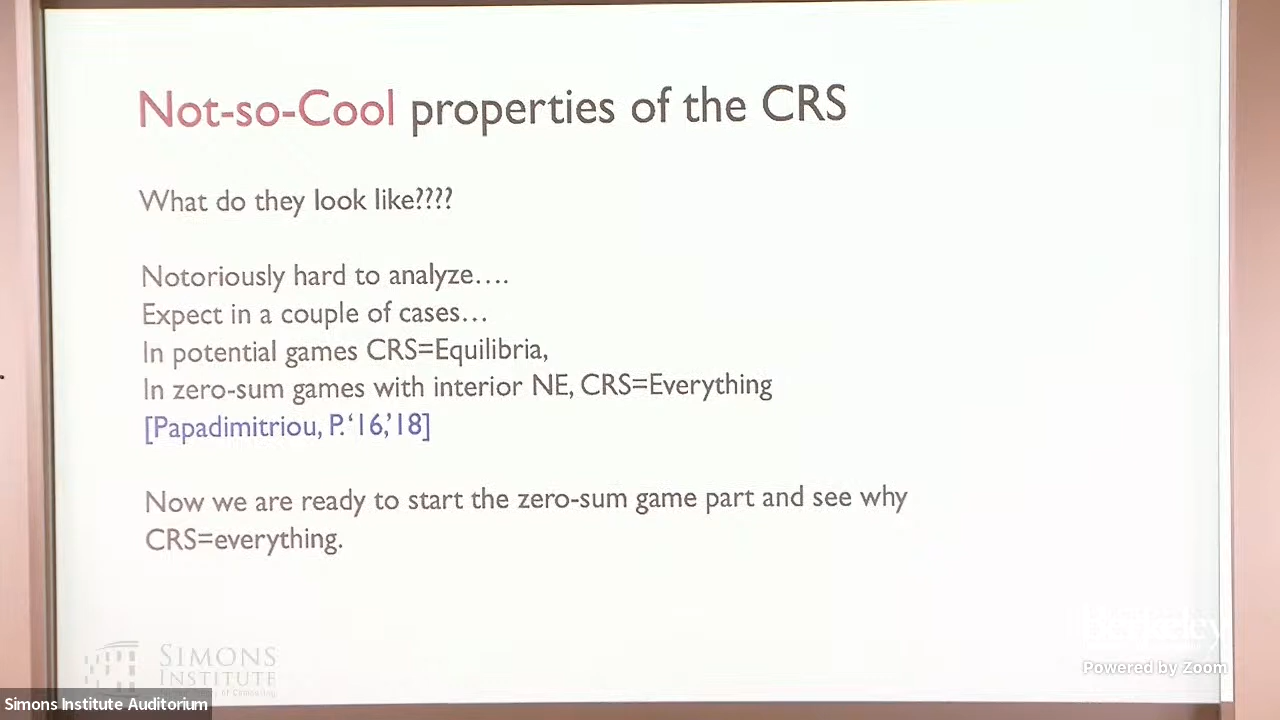 Not-so-Cool properties of the CRS
What do they look like????
Notoriously hard to analyze....
Expect in a couple of cases...
In potential games CRS=Equilibria,
In zero-sum games with interior NE, CRS=Everything
[Papadimitriou, P.‘16,’18]
Now we are ready to start the zero-sum game part and see why
CRS=everything.
SIMONS
INSTITUTE
Berkeley
Powered by Zoom
Simons Institute Auditorium